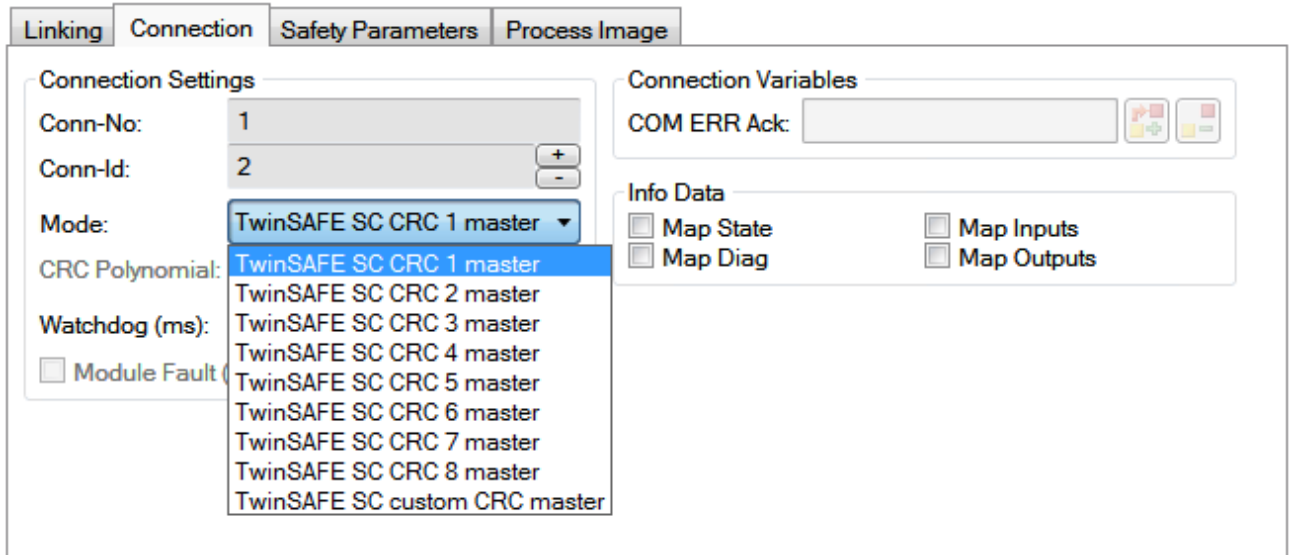 Linking Connection Safety Parameters Process Image
Connection Settings
Conn-No: 1
Conn-Id: 2
+
-
Mode: TwinSAFE SC CRC 1 master
CRC Polynomial:
Watchdog (ms):
Module Fault (
TwinSAFE SC CRC 1 master
TwinSAFE SC CRC 2 master
TwinSAFE SC CRC 3 master
TwinSAFE SC CRC 4 master
TwinSAFE SC CRC 5 master
TwinSAFE SC CRC 6 master
TwinSAFE SC CRC 7 master
TwinSAFE SC CRC 8 master
TwinSAFE SC custom CRC master
Connection Variables
COM ERR Ack:
Info Data
Map State Map Inputs
Map Diag Map Outputs